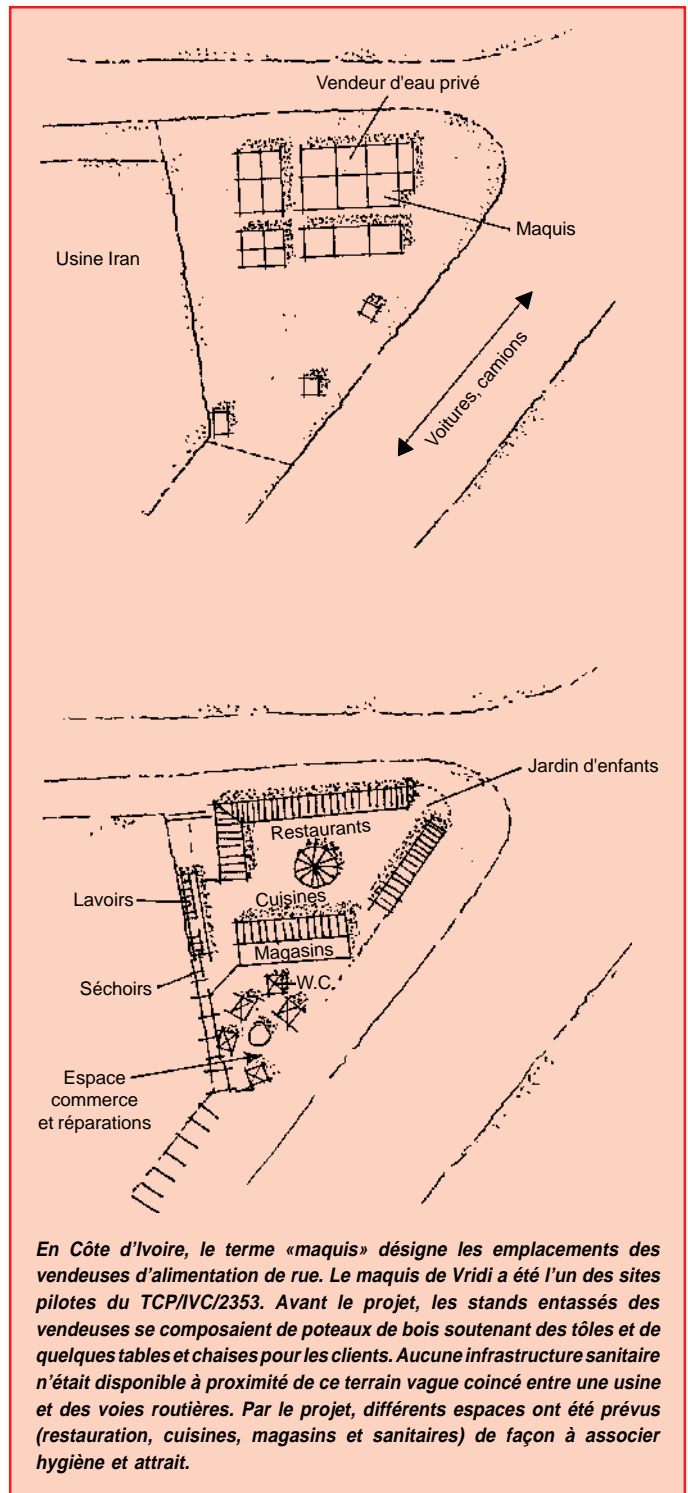 Vendeur d'eau privé
Maquis
Usine Iran
Voitures, camions
Jardin d'enfants
Restaurants
Lavoirs
Cuisines
Magasins
Séchoirs
W.C.
Espace
commerce
et réparations
En Côte d'Ivoire, le terme «maquis» désigne les emplacements des
vendeuses d'alimentation de rue. Le maquis de Vridi a été l'un des sites
pilotes du TCP/IVC/2353. Avant le projet, les stands entassés des
vendeuses se composaient de poteaux de bois soutenant des tôles et de
quelques tables et chaises pour les clients. Aucune infrastructure sanitaire
n'était disponible à proximité de ce terrain vague coincé entre une usine
et des voies routières. Par le projet, différents espaces ont été prévus
(restauration, cuisines, magasins et sanitaires) de façon à associer
hygiène et attrait.